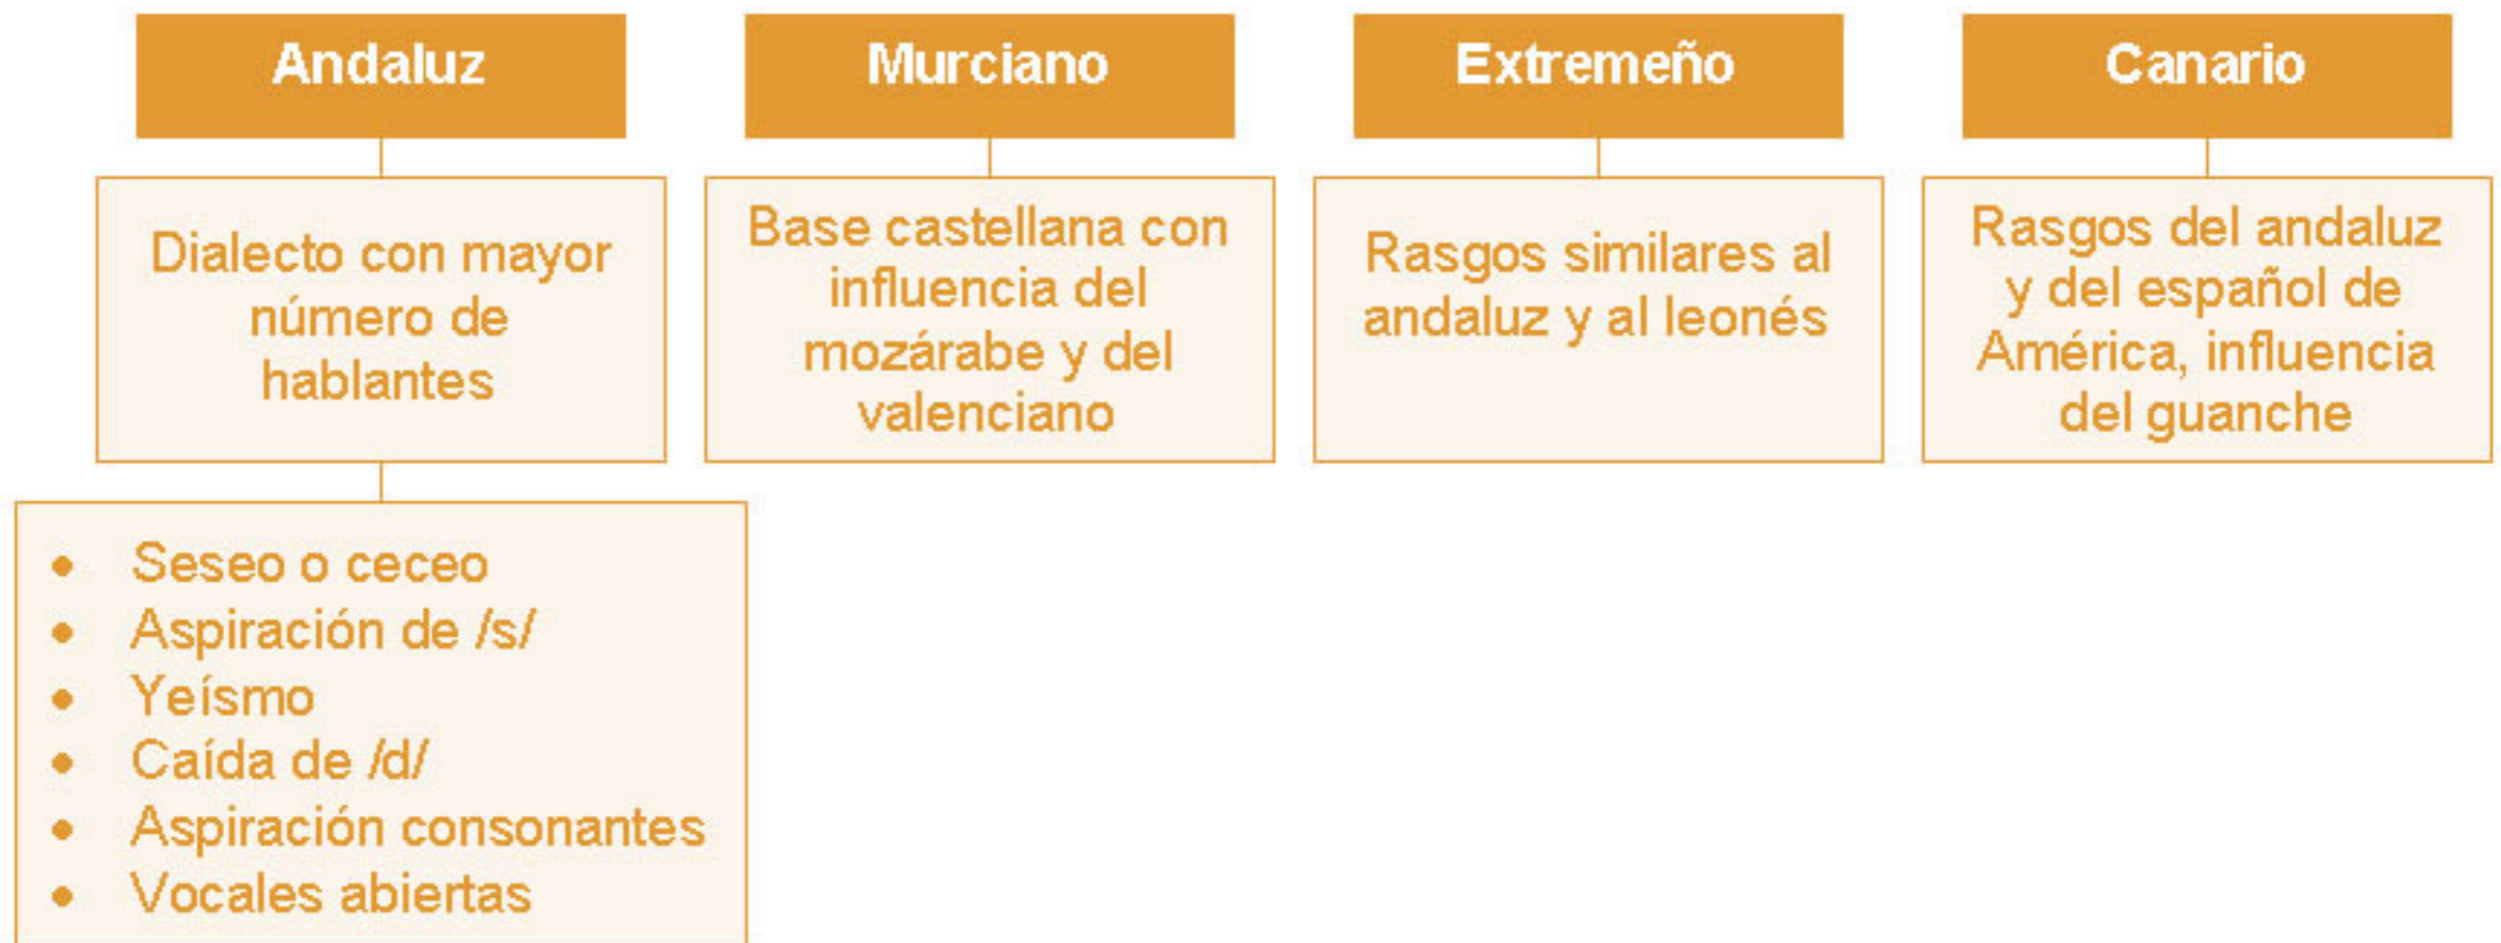 Andaluz
Dialecto con mayor
número de
hablantes
• Seseo o ceceo
• Aspiración de /s/
• Yeísmo
• Caída de /d/
• Aspiración consonantes
• Vocales abiertas
Murciano
Base castellana con
influencia del
mozárabe y del
valenciano
Extremeño
Rasgos similares al
andaluz y al leonés
Canario
Rasgos del andaluz
y del español de
América, influencia
del guanche